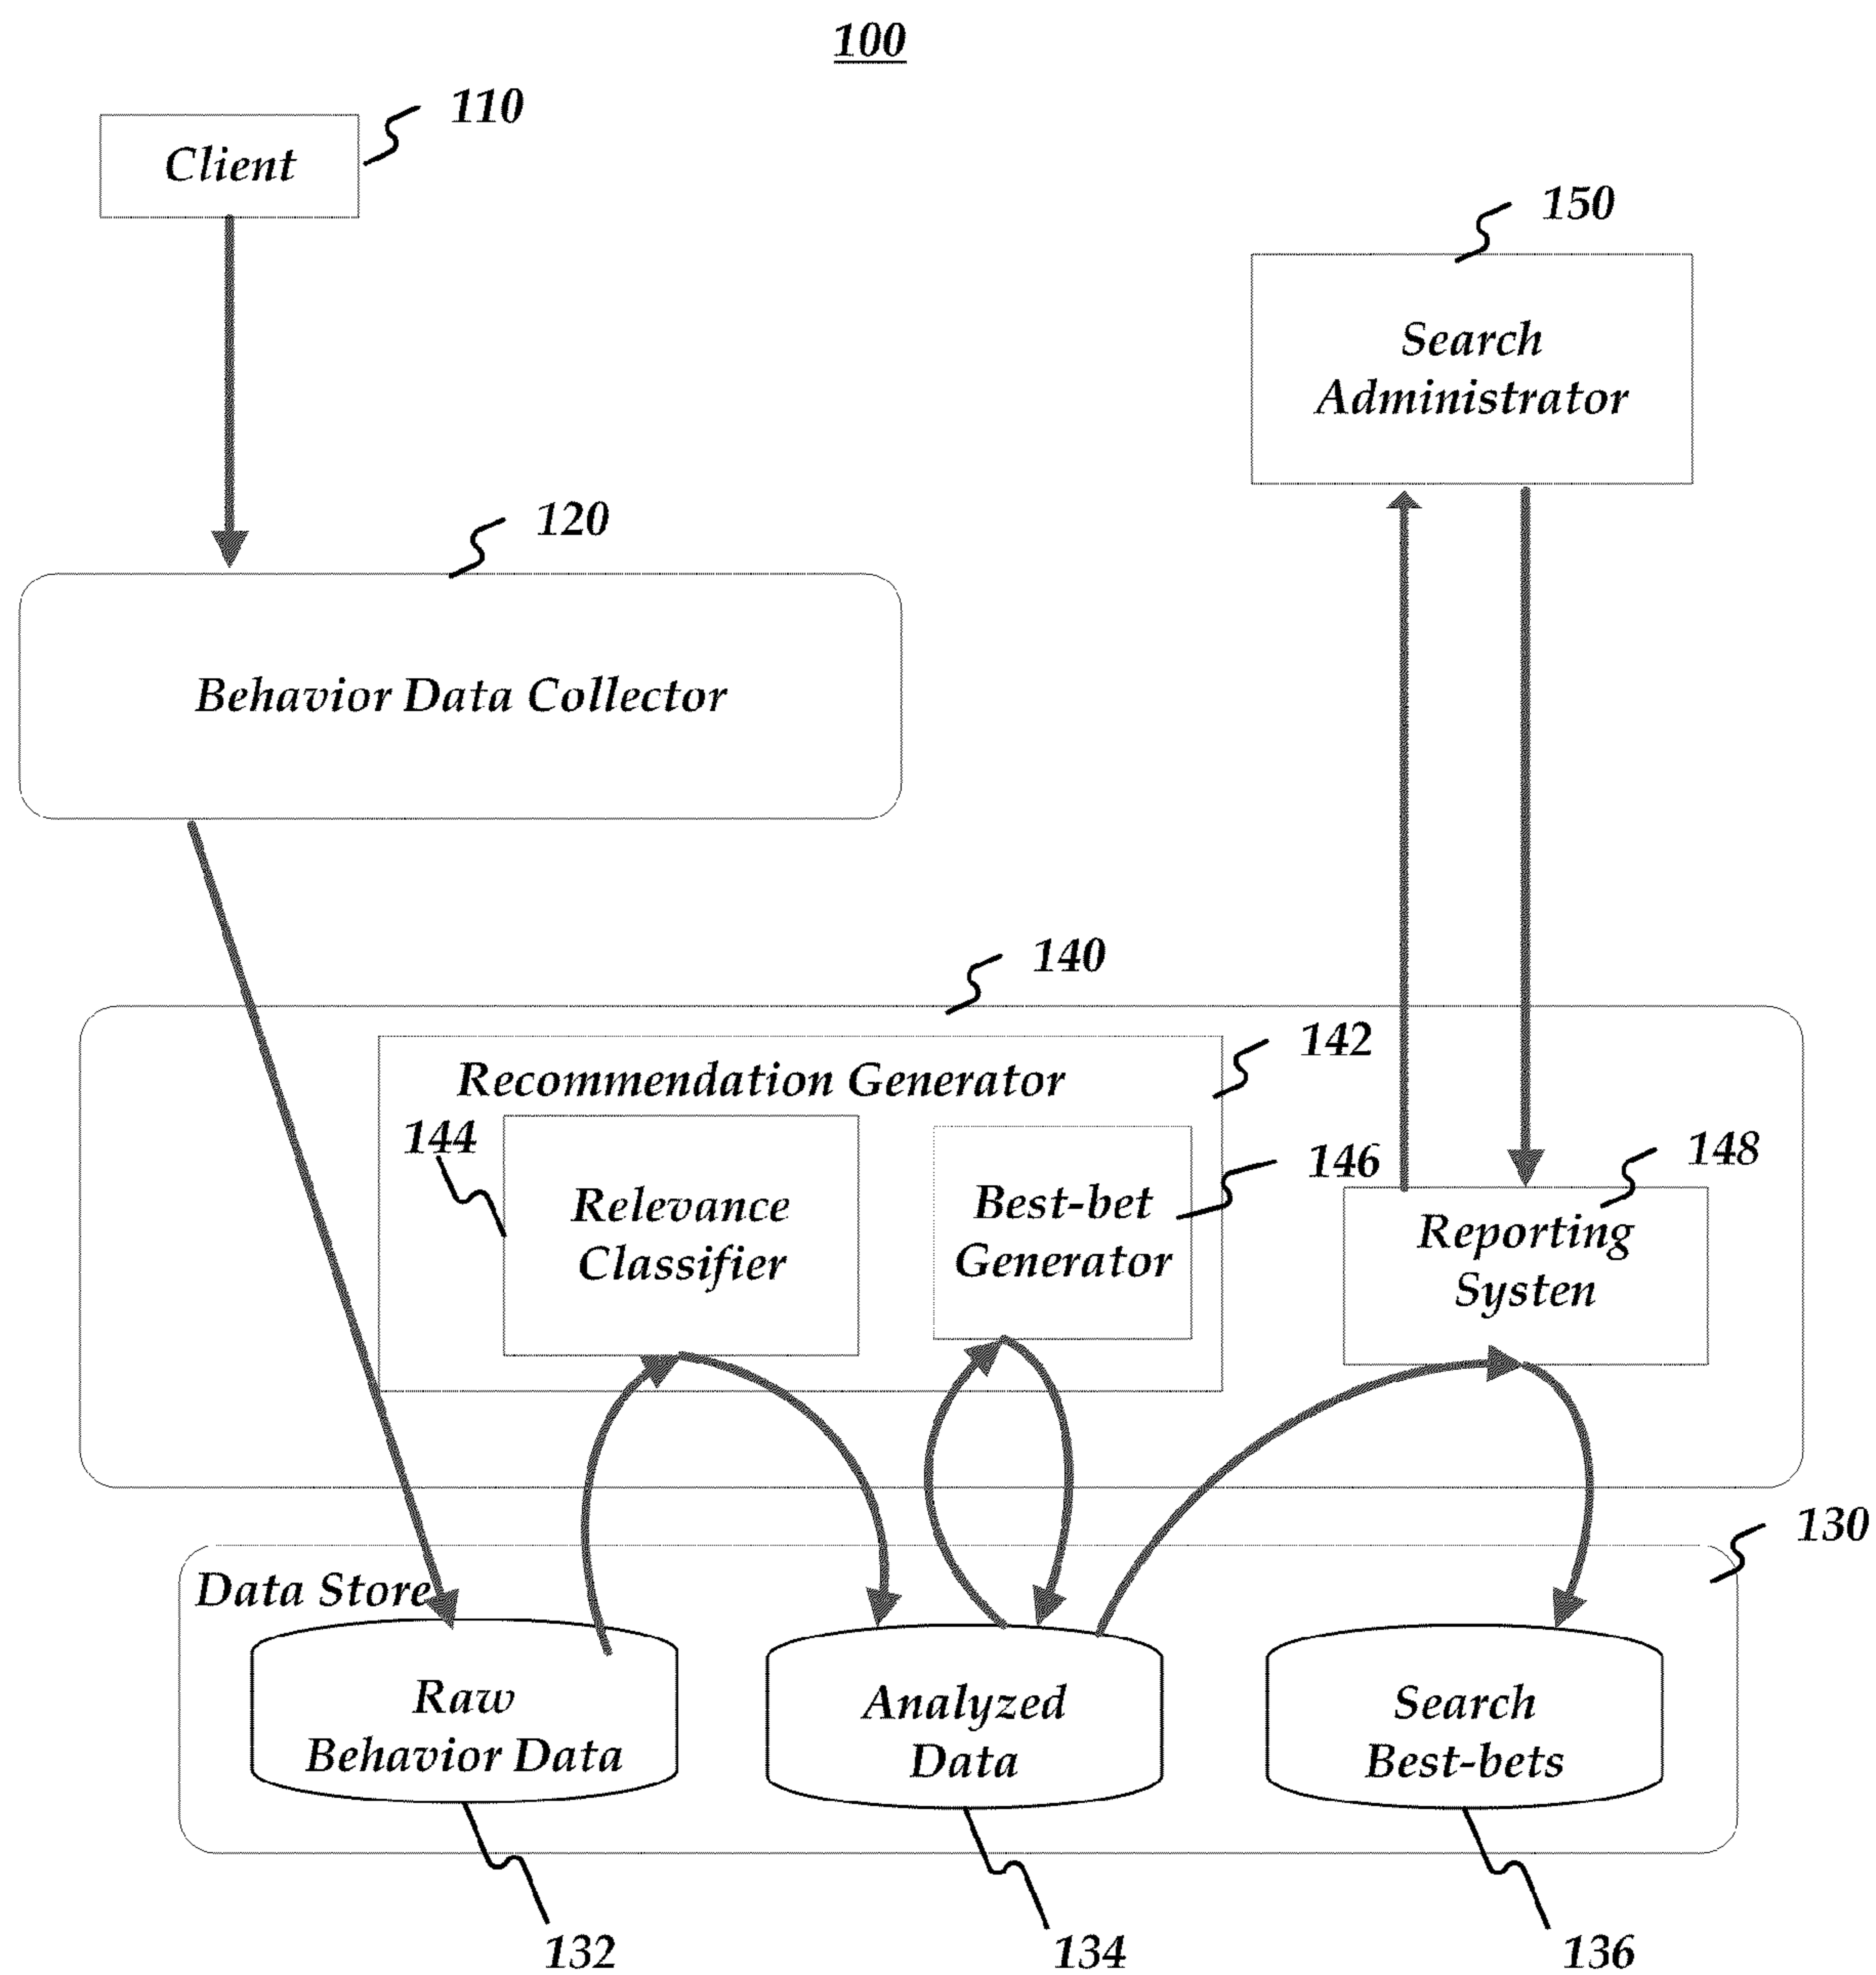 100
110
Client
150
Search
Administrator
120
Behavior Data Collector
140
142
Recommendation Generator
144
146
148
Relevance
Classifier
Best-bet
Generator
Reporting
Systen
130
Data Store
Raw
Behavior Data
Analyzed
Data
Search
Best-bets
132
134
136